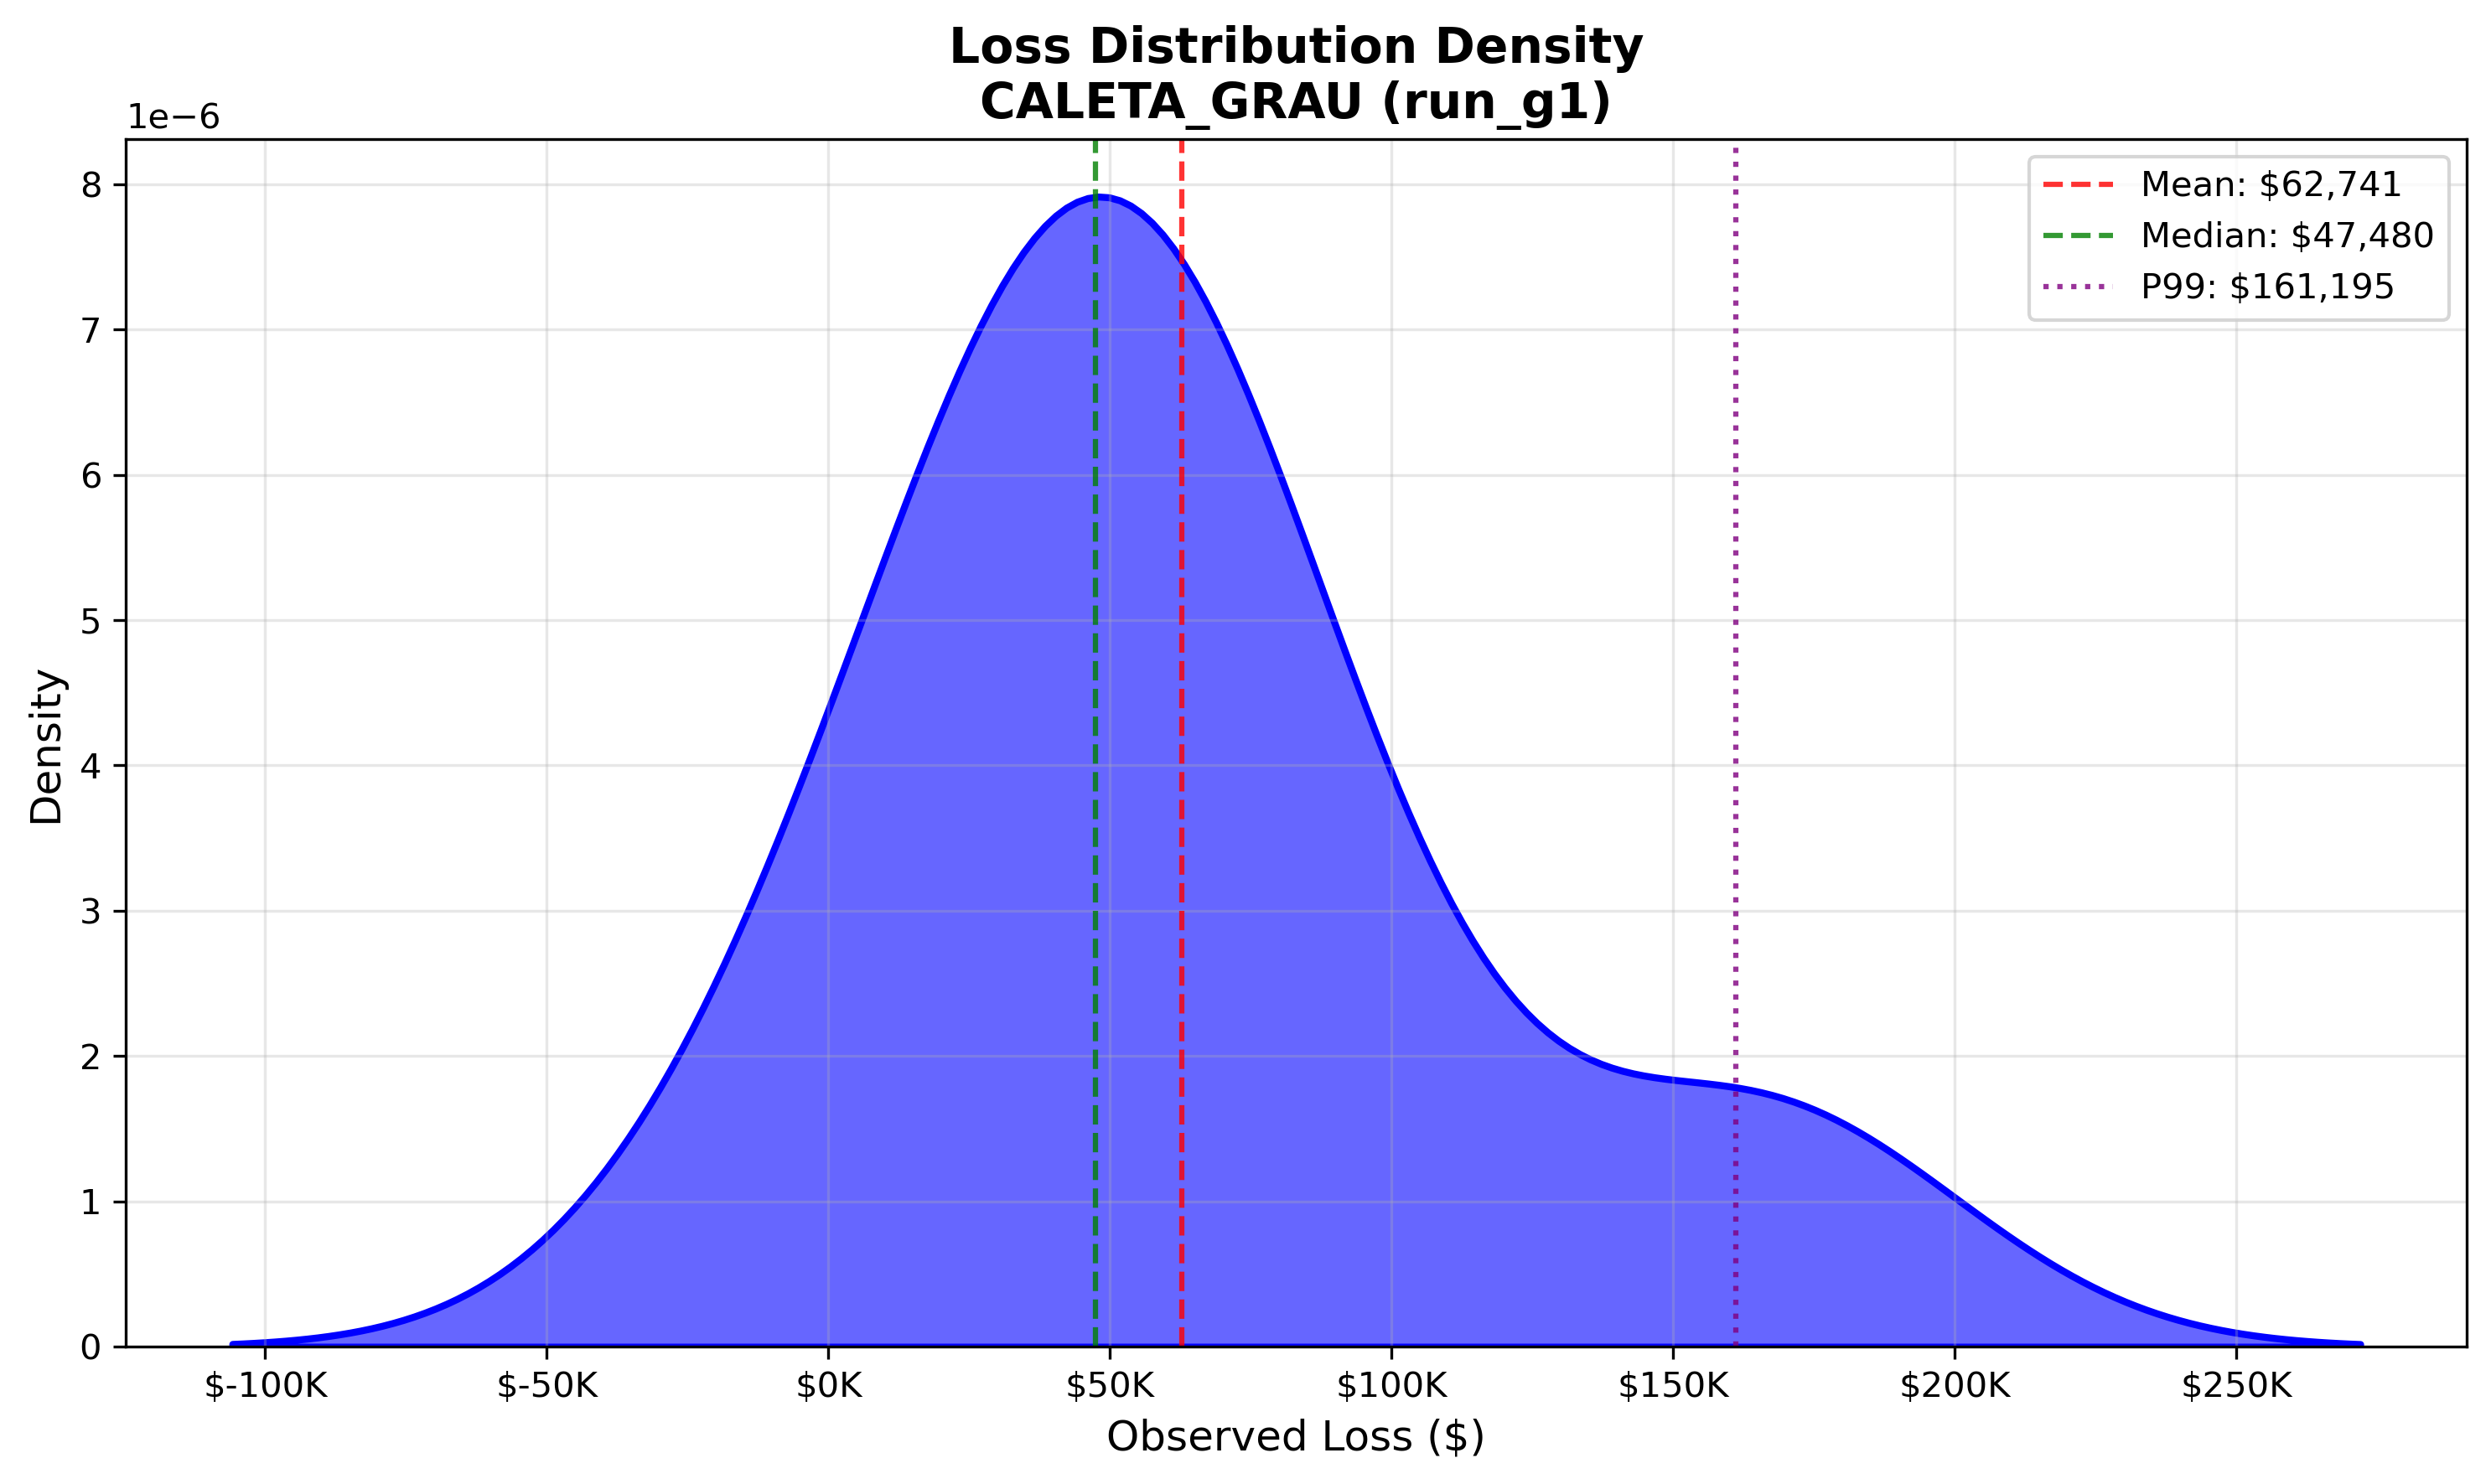 Loss Distribution Density
CALETA_GRAU (run_g1)
1e−6
8
7
6
5
4
3
2
1
0
Density
Mean: $62,741
Median: $47,480
P99: $161,195
$-100K $-50K $0K $50K $100K $150K $200K $250K
Observed Loss ($)